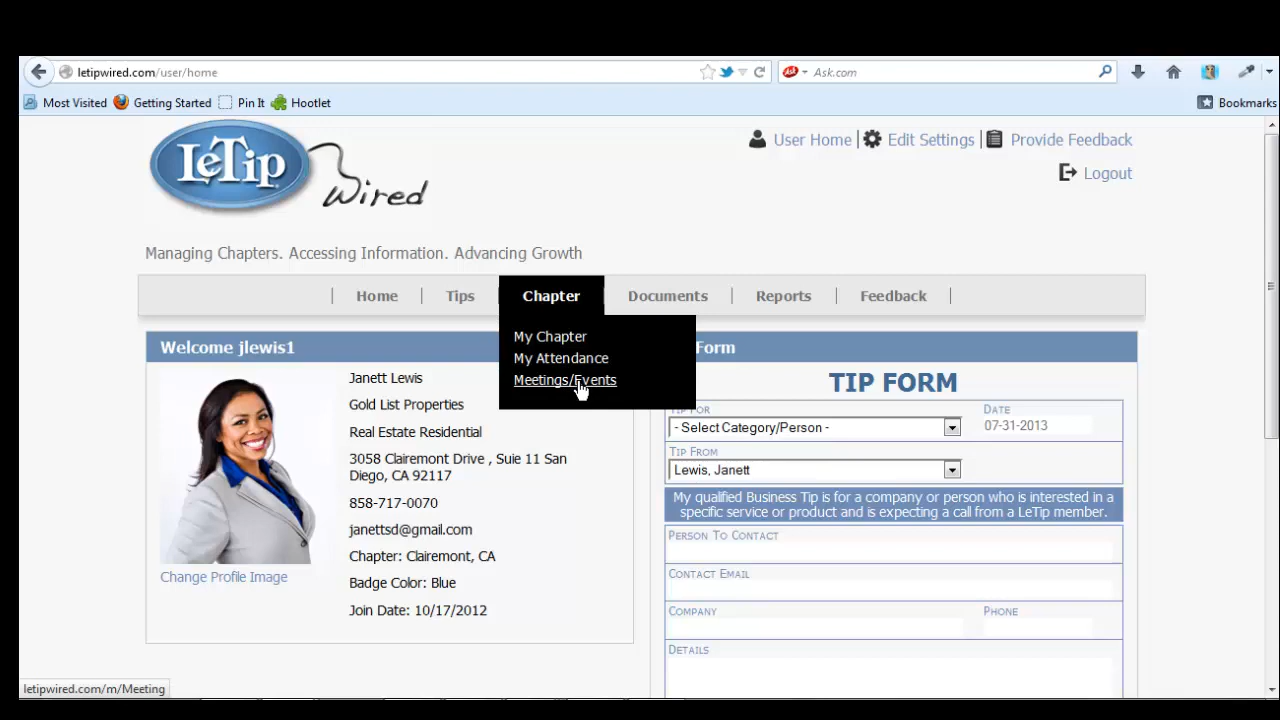 letipwired.com/user/home
Ask.com
Most Visited Getting Started Pin It Hootlet Bookmarks
LeTip Wired
User Home | Edit Settings | Provide Feedback
Logout
Managing Chapters. Accessing Information. Advancing Growth
Home | Tips Chapter Documents | Reports | Feedback
My Chapter
My Attendance
Meetings/Events
Welcome jlewis1
Janett Lewis
Gold List Properties
Real Estate Residential
3058 Clairemont Drive , Suie 11 San
Diego, CA 92117
858-717-0070
janettsd@gmail.com
Chapter: Clairemont, CA
Badge Color: Blue
Join Date: 10/17/2012
Change Profile Image
Form
TIP FORM
TIP FOR DATE
- Select Category/Person - 07-31-2013
TIP FROM
Lewis, Janett
My qualified Business Tip is for a company or person who is interested in a
specific service or product and is expecting a call from a LeTip member.
PERSON TO CONTACT
CONTACT EMAIL
COMPANY PHONE
DETAILS
letipwired.com/m/Meeting